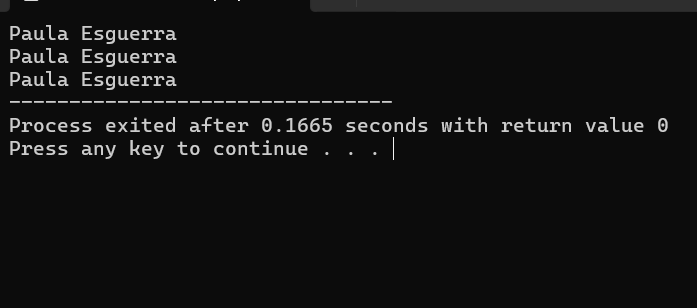 Paula Esguerra
Paula Esguerra
Paula Esguerra
--------------------------------
Process exited after 0.1665 seconds with return value 0
Press any key to continue . . .